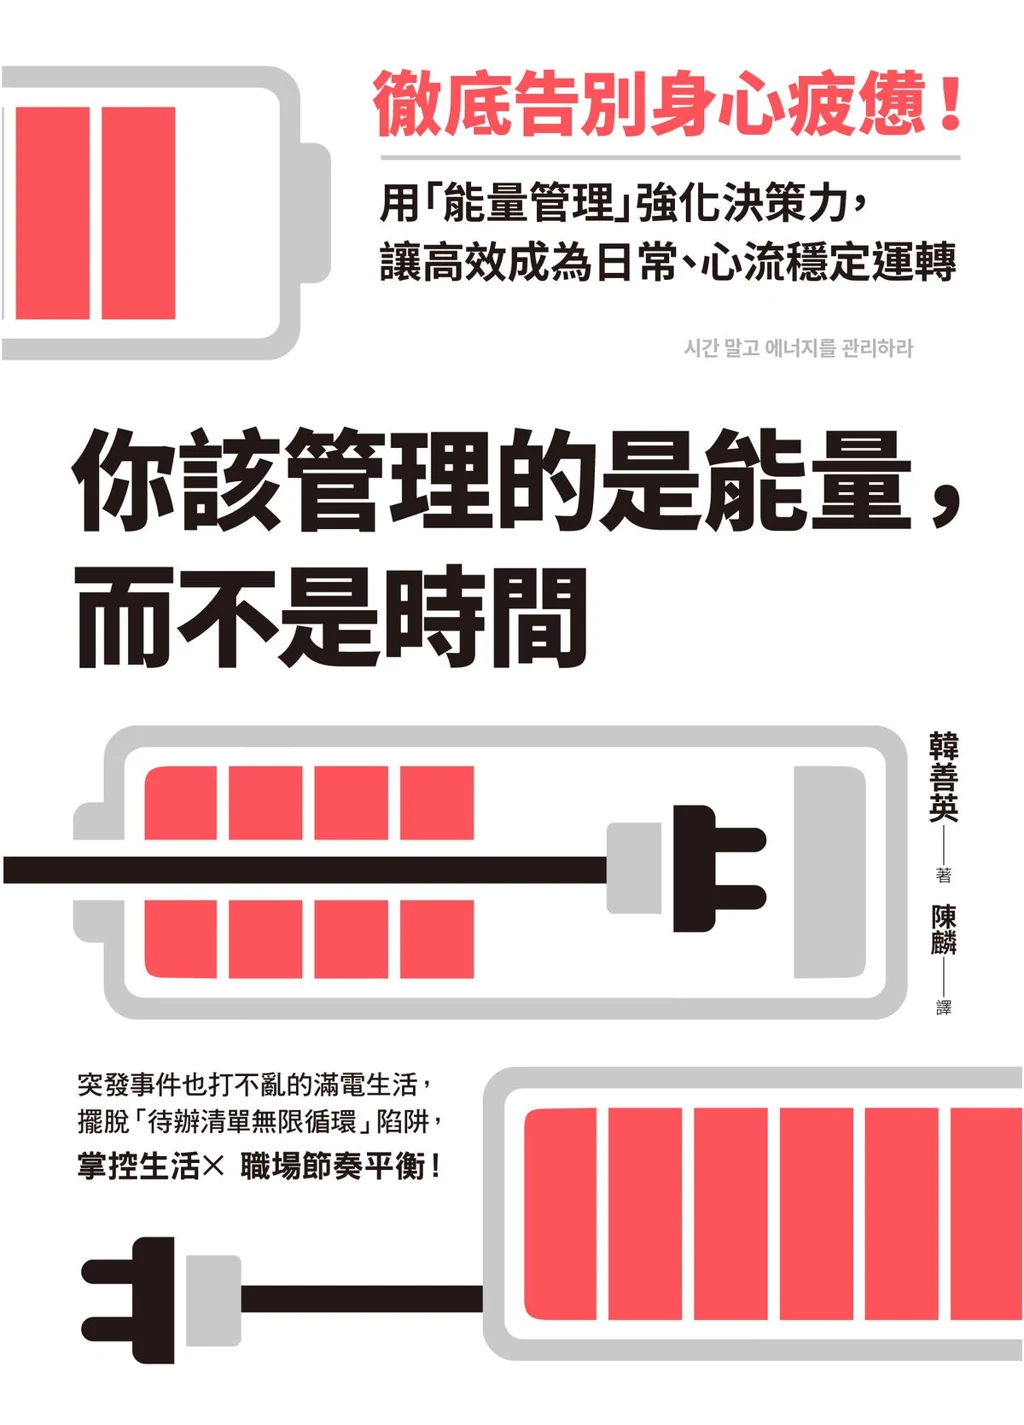 徹底告別身心疲憊！
用「能量管理」強化決策力，
讓高效成為日常、心流穩定運轉
시간 말고 에너지를 관리하라
你該管理的是能量，
而不是時間
韓善英——著 陳麟——譯
突發事件也打不亂的滿電生活，
擺脫「待辦清單無限循環」陷阱，
掌控生活× 職場節奏平衡！